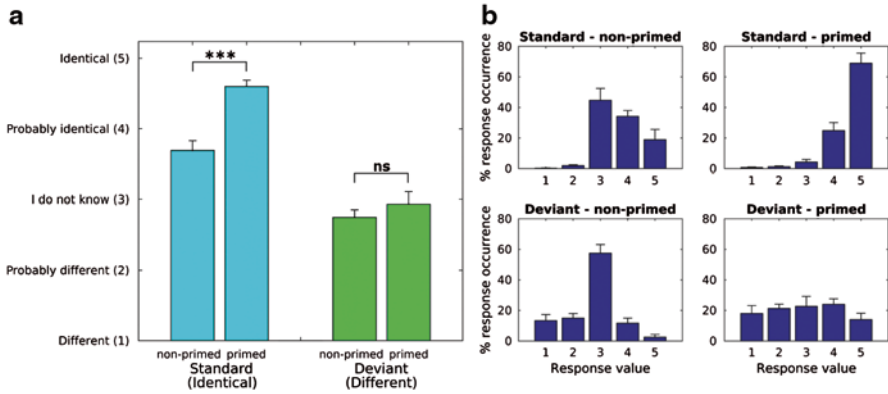 a
Identical (5)
Probably identical (4)
I do not know (3)
Probably different (2)
Different (1)
***
ns
non-primed primed
non-primed primed
Standard
(Identical)
Deviant
(Different)
b
Standard - non-primed
% response occurrence
80
60
40
20
0
1 2 3 4 5
Standard - primed
80
60
40
20
0
1 2 3 4 5
Deviant - non-primed
% response occurrence
80
60
40
20
0
1 2 3 4 5
Response value
Deviant - primed
80
60
40
20
0
1 2 3 4 5
Response value